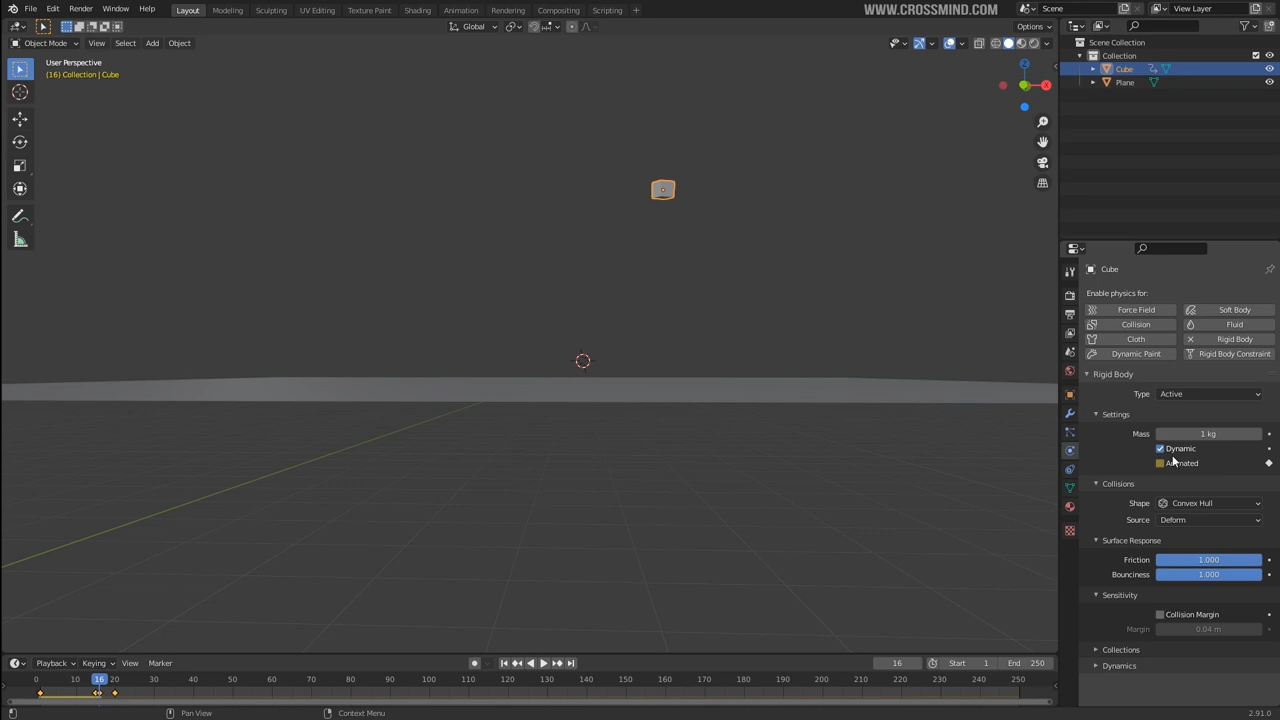 File Edit Render Window Help Layout Modeling Sculpting UV Editing Texture Paint Shading Animation Rendering Compositing Scripting + WWW.CROSSMIND.COM Scene View Layer
Global Options
Object Mode View Select Add Object
User Perspective
(16) Collection | Cube
Z
X
Scene Collection
Collection
Cube
Plane
Cube
Enable physics for:
Force Field Soft Body
Collision Fluid
Cloth Rigid Body
Dynamic Paint Rigid Body Constraint
Rigid Body
Type Active
Settings
Mass 1 kg
Dynamic
Animated
Collisions
Shape Convex Hull
Source Deform
Surface Response
Friction 1.000
Bounciness 1.000
Sensitivity
Collision Margin
Margin 0.04 m
Collections
Dynamics
Playback Keying View Marker 16 Start 1 End 250
0 10 16 20 30 40 50 60 70 80 90 100 110 120 130 140 150 160 170 180 190 200 210 220 230 240 250
Pan View Context Menu 2.91.0